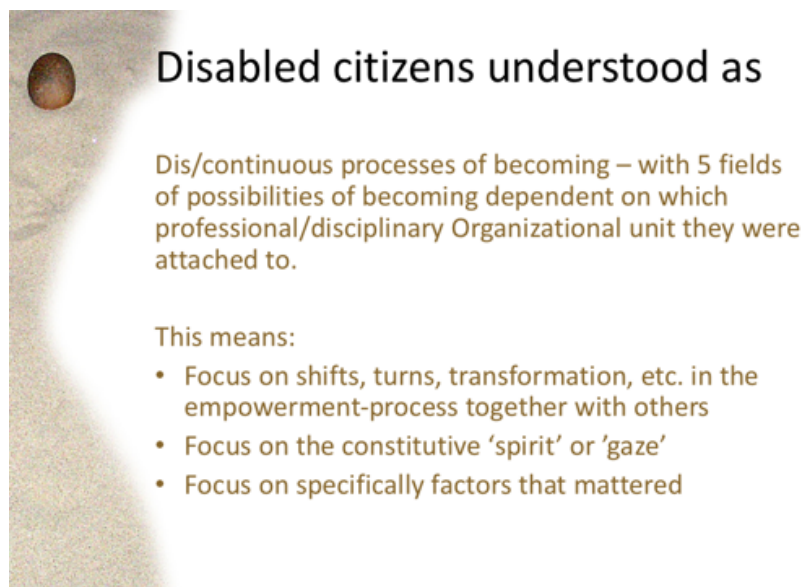 Disabled citizens understood as
Dis/continuous processes of becoming – with 5 fields
of possibilities of becoming dependent on which
professional/disciplinary Organizational unit they were
attached to.
This means:
• Focus on shifts, turns, transformation, etc. in the
empowerment-process together with others
• Focus on the constitutive ‘spirit’ or ’gaze’
• Focus on specifically factors that mattered